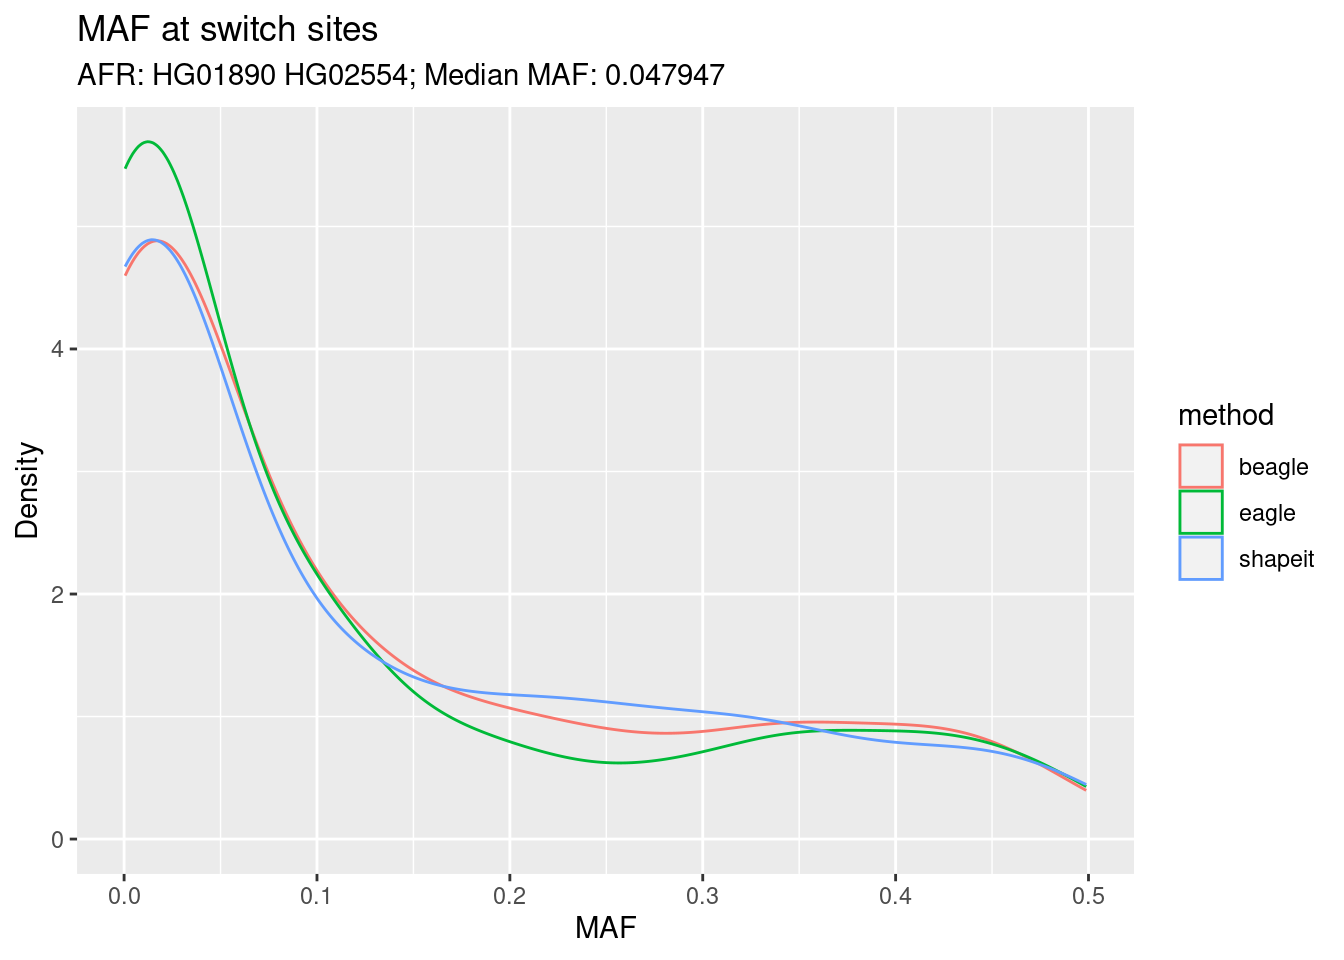 MAF at switch sites
AFR: HG01890 HG02554; Median MAF: 0.047947
Density
4
2
0
0.0
0.1
0.2
0.3
0.4
0.5
MAF
method
beagle
eagle
shapeit